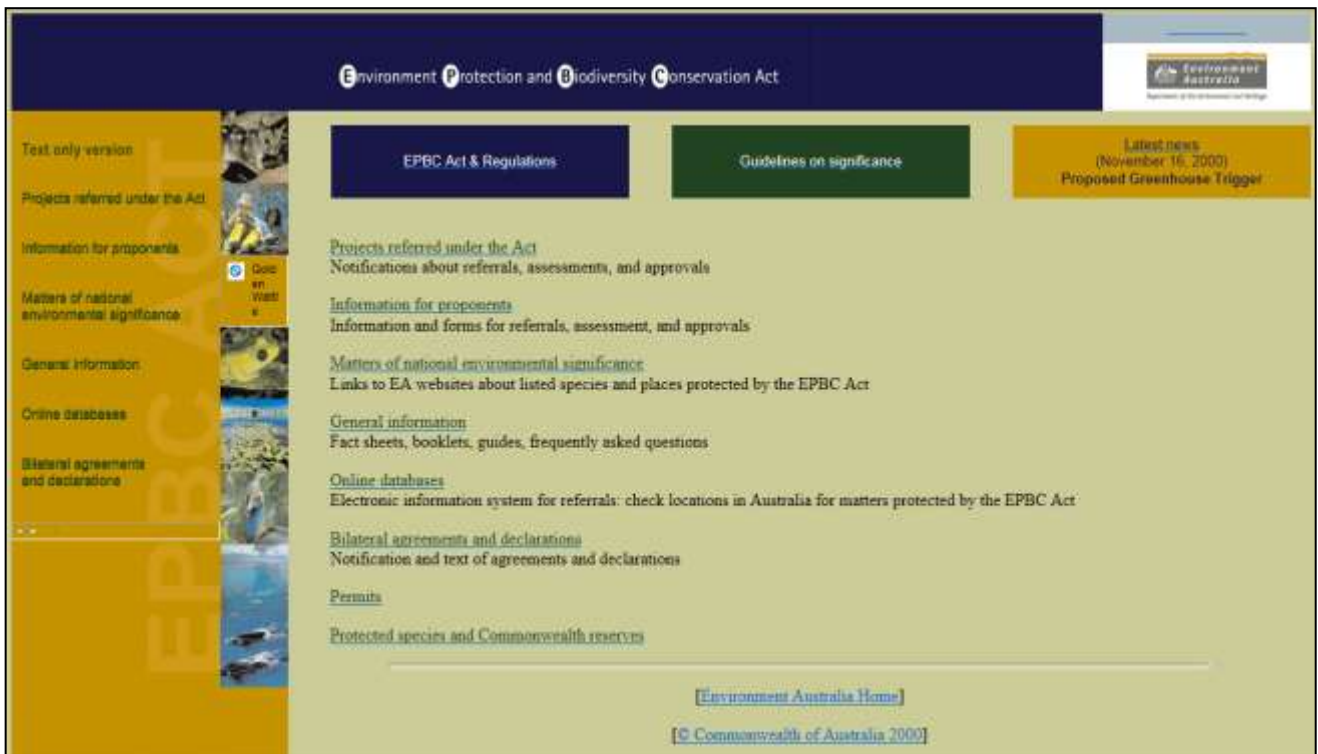 Environment Protection and Biodiversity Conservation Act
Environment
Australia
EPBC Act & Regulations
Guidelines on significance
Latest news
(November 16, 2000)
Proposed Greenhouse Trigger
EPBC ACT
Text only version
Projects referred under the Act
Information for proponents
Matters of national
environmental significance
General information
Online databases
Bilateral agreements
and declarations
Gold
en
Wattl
e
Projects referred under the Act
Notifications about referrals, assessments, and approvals
Information for proponents
Information and forms for referrals, assessment, and approvals
Matters of national environmental significance
Links to EA websites about listed species and places protected by the EPBC Act
General information
Fact sheets, booklets, guides, frequently asked questions
Online databases
Electronic information system for referrals: check locations in Australia for matters protected by the EPBC Act
Bilateral agreements and declarations
Notification and text of agreements and declarations
Permits
Protected species and Commonwealth reserves
[Environment Australia Home]
[© Commonwealth of Australia 2000]